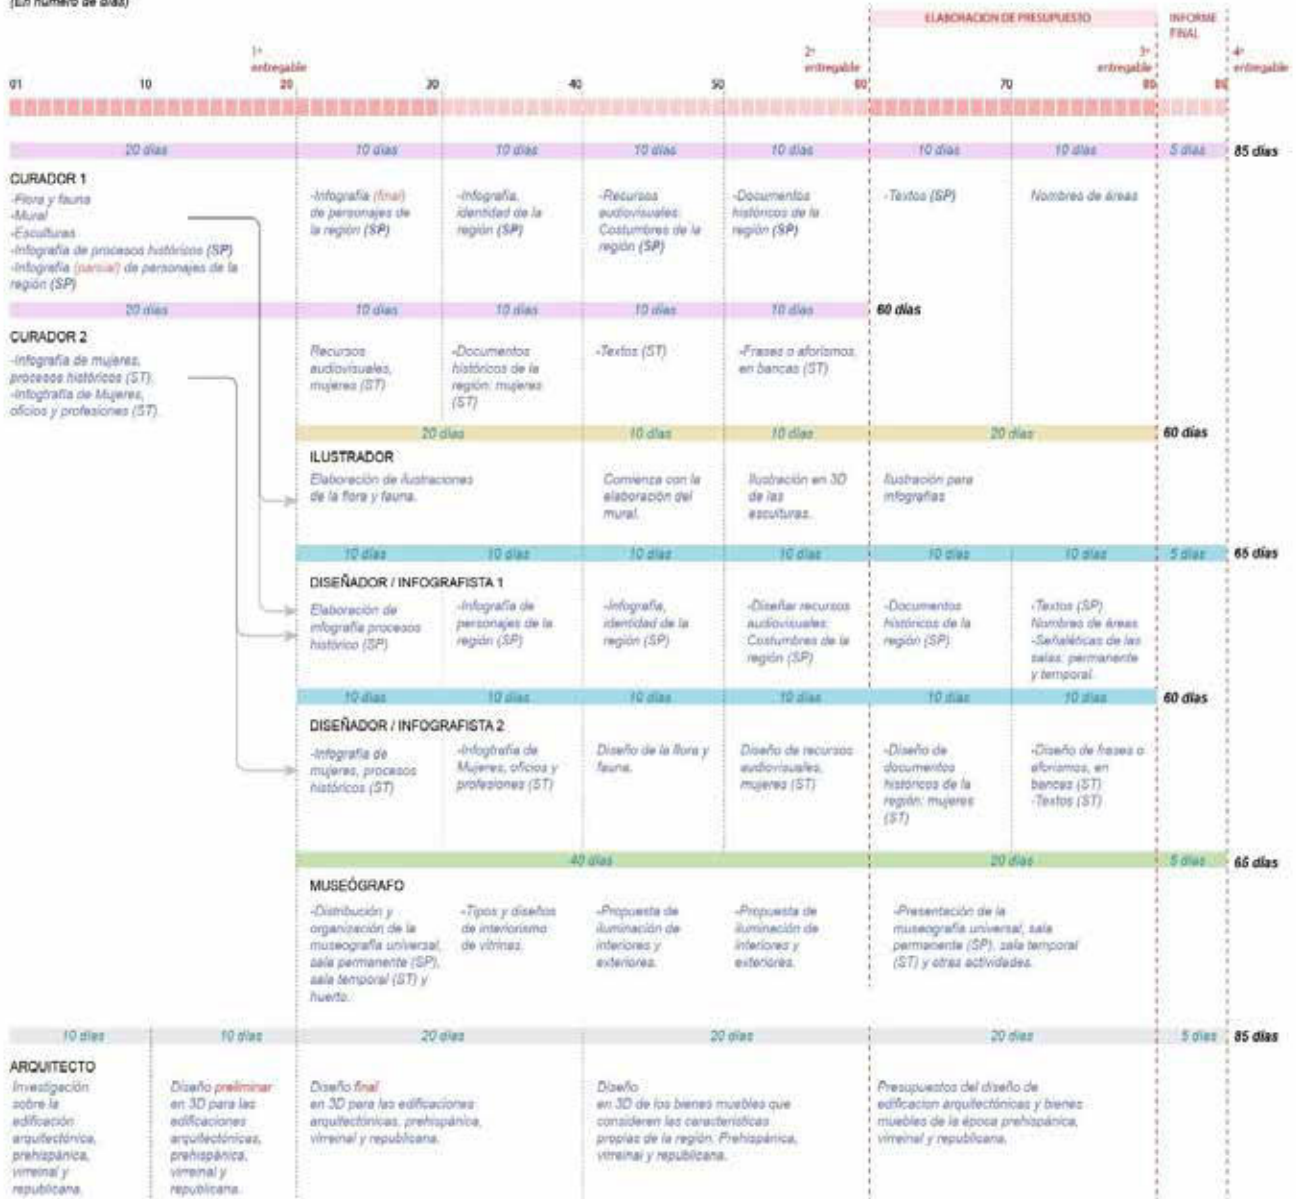 (En número de días)
ELABORACION DE PRESUPUESTO
INFORME
FINAL
1º
entregable
2º
entregable
3º
entregable
4º
entregable
01 10 20 30 40 50 60 70 80 85
20 días 10 días 10 días 10 días 10 días 10 días 10 días 5 días 85 días
CURADOR 1
-Flora y fauna
-Mural
-Esculturas
-Infografía de procesos históricos (SP)
-Infografía (parcial) de personajes de la
región (SP)
-Infografía (final)
de personajes de
la región (SP)
-Infografía,
identidad de la
región (SP)
-Recursos
audiovisuales:
Costumbres de la
región (SP)
-Documentos
históricos de la
región (SP)
-Textos (SP)
Nombres de áreas
20 días 10 días 10 días 10 días 10 días 60 días
CURADOR 2
-Infografía de mujeres,
procesos históricos (ST).
-Infogtrafía de Mujeres,
oficios y profesiones (ST).
Recursos
audiovisuales,
mujeres (ST)
-Documentos
históricos de la
región: mujeres
(ST)
-Textos (ST)
-Frases o aforismos,
en bancas (ST)
20 días 10 días 10 días 20 días 60 días
ILUSTRADOR
Elaboración de ilustraciones
de la flora y fauna.
Comienza con la
elaboración del
mural.
Ilustración en 3D
de las
esculturas.
Ilustración para
infografías
10 días 10 días 10 días 10 días 10 días 10 días 5 días 65 días
DISEÑADOR / INFOGRAFISTA 1
Elaboración de
infografía procesos
histórico (SP)
-Infografía de
personajes de la
región (SP)
-Infografía,
identidad de la
región (SP)
-Diseñar recursos
audiovisuales:
Costumbres de la
región (SP)
-Documentos
históricos de la
región (SP)
-Textos (SP)
Nombres de áreas
-Señaléticas de las
salas: permanente
y temporal.
10 días 10 días 10 días 10 días 10 días 10 días 60 días
DISEÑADOR / INFOGRAFISTA 2
-Infografía de
mujeres, procesos
históricos (ST)
-Infogtrafía de
Mujeres, oficios y
profesiones (ST)
Diseño de la flora y
fauna.
Diseño de recursos
audiovisuales,
mujeres (ST)
-Diseño de
documentos
históricos de la
región: mujeres
(ST)
-Diseño de frases o
aforismos, en
bancas (ST)
-Textos (ST)
40 días 20 días 5 días 65 días
MUSEÓGRAFO
-Distribución y
organización de la
museografía universal,
sala permanente (SP),
sala temporal (ST) y
huerto.
-Tipos y diseños
de interiorismo
de vitrinas.
-Propuesta de
iluminación de
interiores y
exteriores.
-Propuesta de
iluminación de
interiores y
exteriores.
-Presentación de la
museografía universal, sala
permanente (SP), sala temporal
(ST) y otras actividades.
10 días 10 días 20 días 20 días 20 días 5 días 85 días
ARQUITECTO
Investigación
sobre la
edificación
arquitectónica,
prehispánica,
virreinal y
republicana.
Diseño preliminar
en 3D para las
edificaciones
arquitectónicas,
prehispánica,
virreinal y
republicana.
Diseño final
en 3D para las edificaciones
arquitectónicas, prehispánica,
virreinal y republicana.
Diseño
en 3D de los bienes muebles que
consideren las características
propias de la región. Prehispánica,
virreinal y republicana.
Presupuestos del diseño de
edificacion arquitectónicas y bienes
muebles de la época prehispánica,
virreinal y republicana.